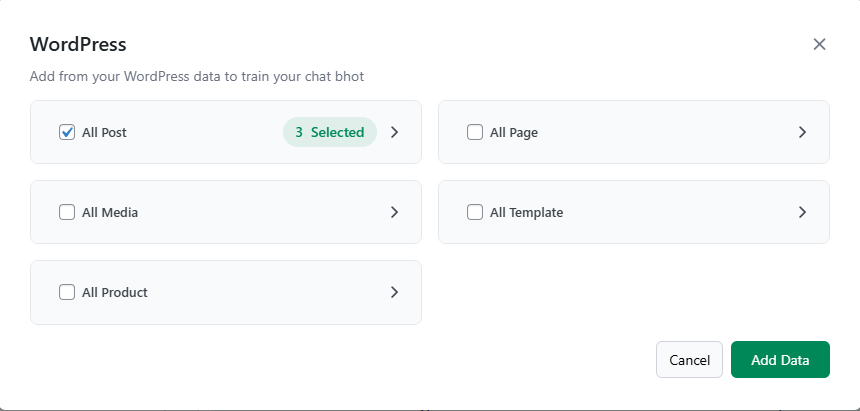 WordPress
Add from your WordPress data to train your chat bhot
All Post 3 Selected
All Page
All Media
All Template
All Product
Cancel
Add Data